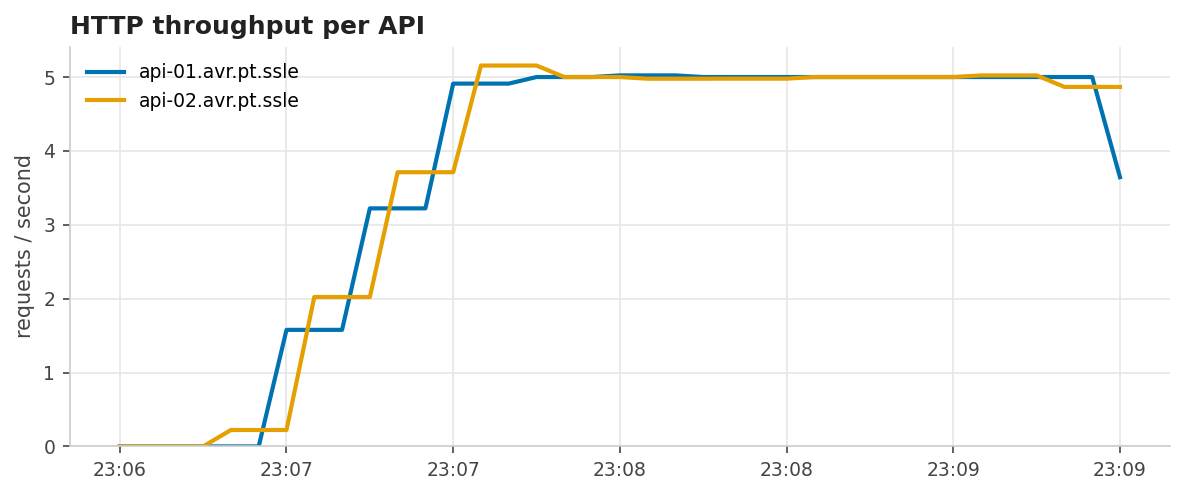 HTTP throughput per API
api-01.avr.pt.ssle
api-02.avr.pt.ssle
requests / second
5
4
3
2
1
0
23:06 23:07 23:07 23:08 23:08 23:09 23:09